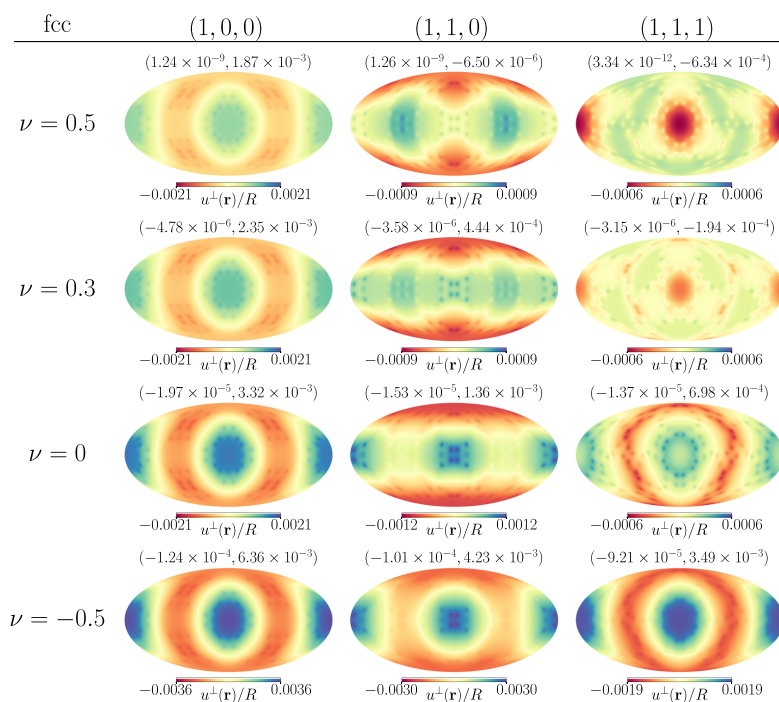 fcc (1, 0, 0) (1, 1, 0) (1, 1, 1)
(1.24 × 10⁻⁹, 1.87 × 10⁻³) (1.26 × 10⁻⁹, −6.50 × 10⁻⁶) (3.34 × 10⁻¹², −6.34 × 10⁻⁴)
ν = 0.5
−0.0021 u⊥(r)/R 0.0021 −0.0009 u⊥(r)/R 0.0009 −0.0006 u⊥(r)/R 0.0006
(−4.78 × 10⁻⁶, 2.35 × 10⁻³) (−3.58 × 10⁻⁶, 4.44 × 10⁻⁴) (−3.15 × 10⁻⁶, −1.94 × 10⁻⁴)
ν = 0.3
−0.0021 u⊥(r)/R 0.0021 −0.0009 u⊥(r)/R 0.0009 −0.0006 u⊥(r)/R 0.0006
(−1.97 × 10⁻⁵, 3.32 × 10⁻³) (−1.53 × 10⁻⁵, 1.36 × 10⁻³) (−1.37 × 10⁻⁵, 6.98 × 10⁻⁴)
ν = 0
−0.0021 u⊥(r)/R 0.0021 −0.0012 u⊥(r)/R 0.0012 −0.0006 u⊥(r)/R 0.0006
(−1.24 × 10⁻⁴, 6.36 × 10⁻³) (−1.01 × 10⁻⁴, 4.23 × 10⁻³) (−9.21 × 10⁻⁵, 3.49 × 10⁻³)
ν = −0.5
−0.0036 u⊥(r)/R 0.0036 −0.0030 u⊥(r)/R 0.0030 −0.0019 u⊥(r)/R 0.0019